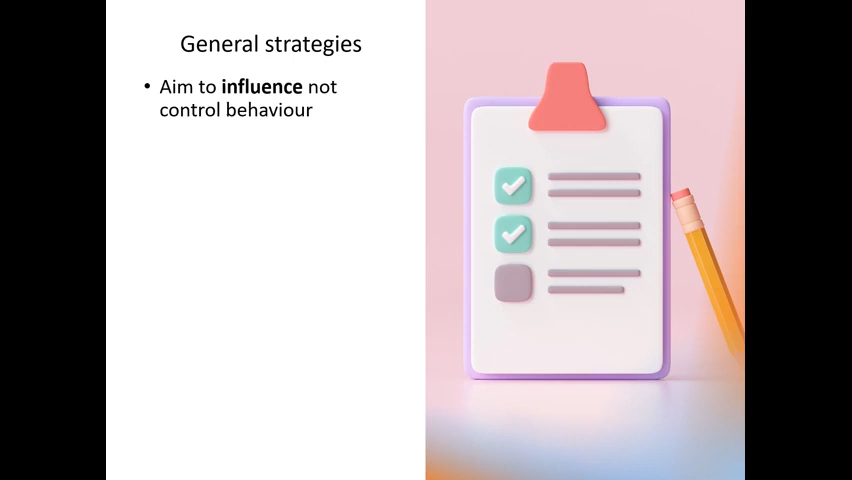 General strategies
• Aim to influence not
control behaviour